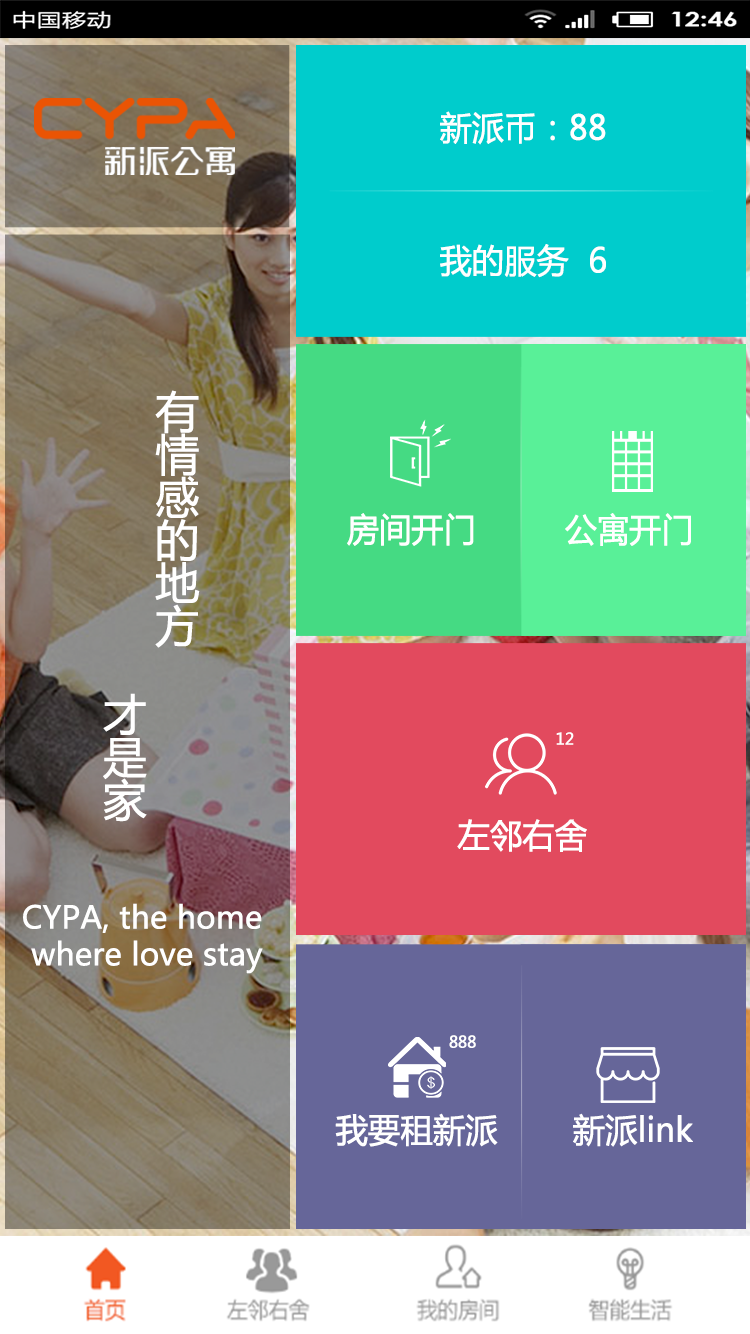 中国移动
12:46
CYPA
新派公寓
新派币：88
我的服务 6
有情感的地方
才是家
CYPA, the home
where love stay
房间开门
公寓开门
12
左邻右舍
888
$
我要租新派
新派link
首页
左邻右舍
我的房间
智能生活